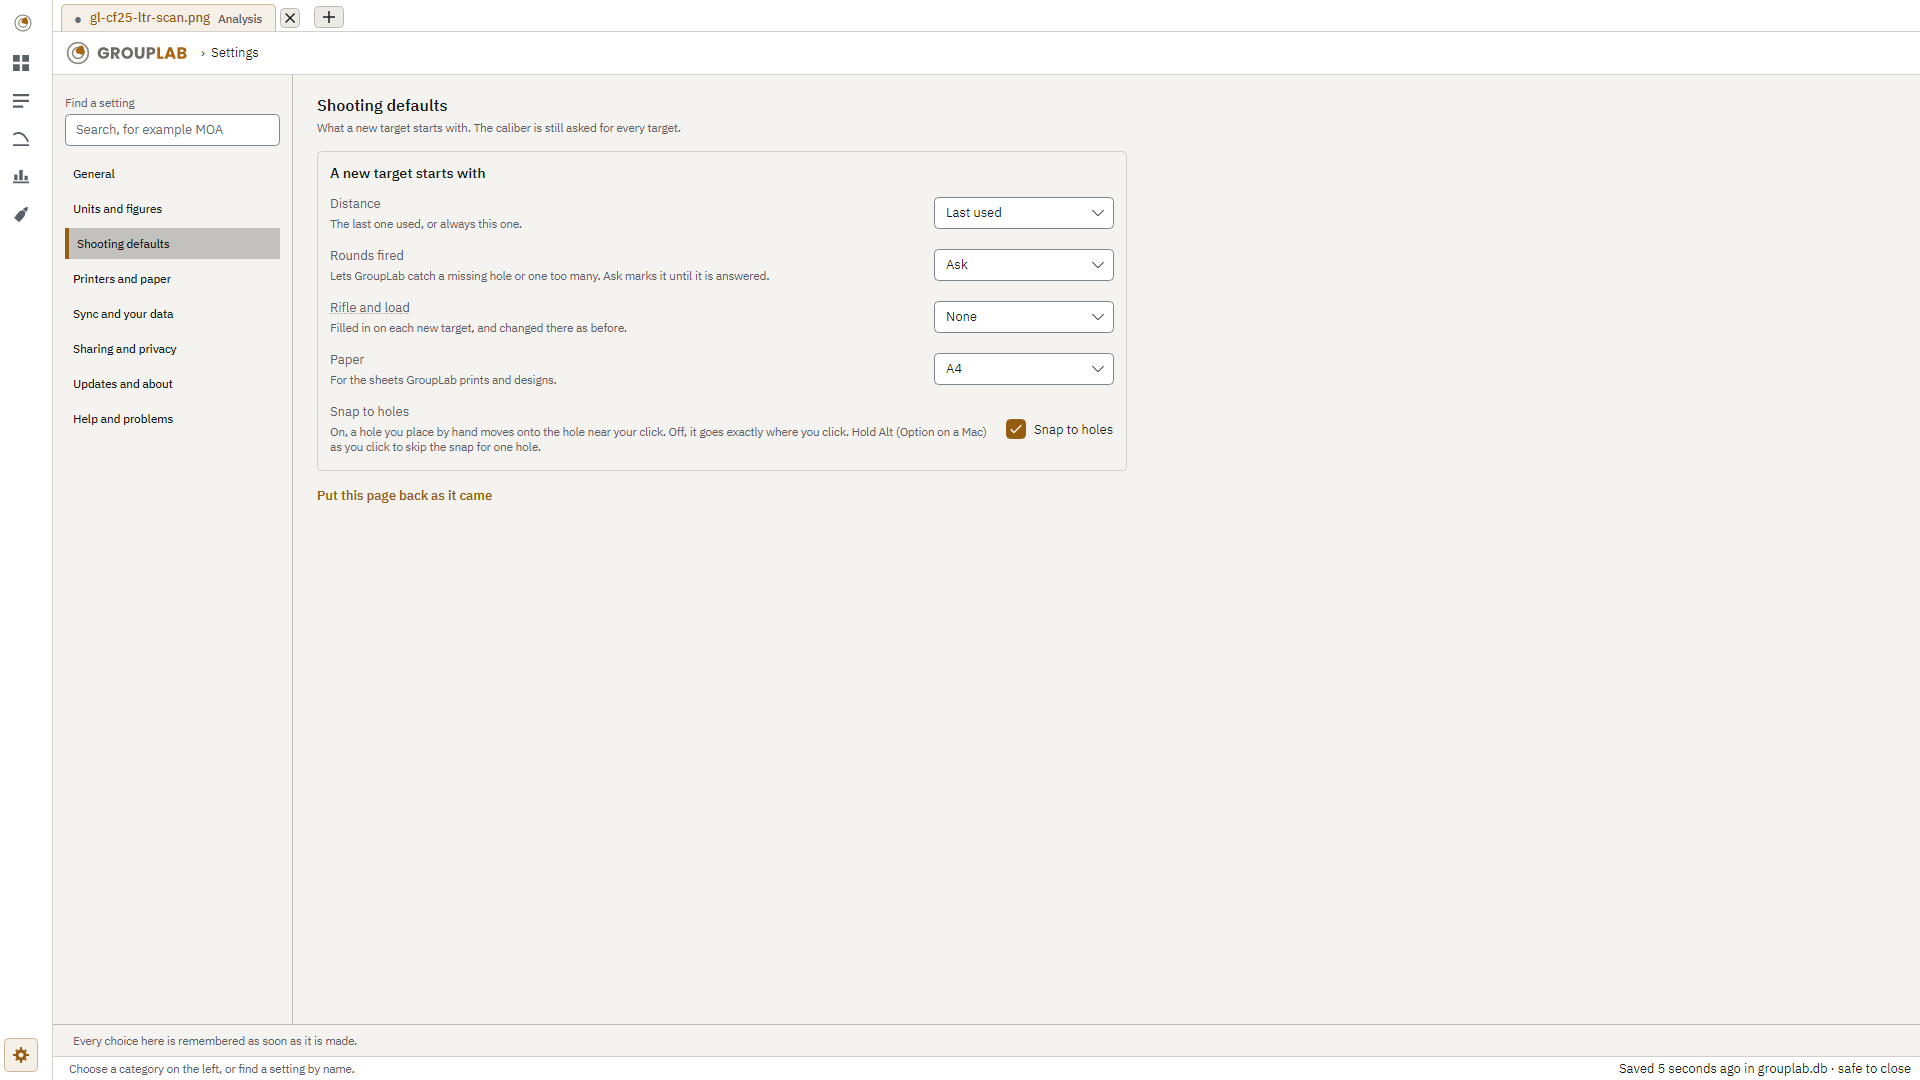 gl-cf25-ltr-scan.png Analysis
GROUPLAB › Settings
Find a setting
Search, for example MOA
General
Units and figures
Shooting defaults
Printers and paper
Sync and your data
Sharing and privacy
Updates and about
Help and problems
Shooting defaults
What a new target starts with. The caliber is still asked for every target.
A new target starts with
Distance
The last one used, or always this one.
Last used
Rounds fired
Lets GroupLab catch a missing hole or one too many. Ask marks it until it is answered.
Ask
Rifle and load
Filled in on each new target, and changed there as before.
None
Paper
For the sheets GroupLab prints and designs.
A4
Snap to holes
On, a hole you place by hand moves onto the hole near your click. Off, it goes exactly where you click. Hold Alt (Option on a Mac)
as you click to skip the snap for one hole.
Snap to holes
Put this page back as it came
Every choice here is remembered as soon as it is made.
Choose a category on the left, or find a setting by name.
Saved 5 seconds ago in grouplab.db · safe to close